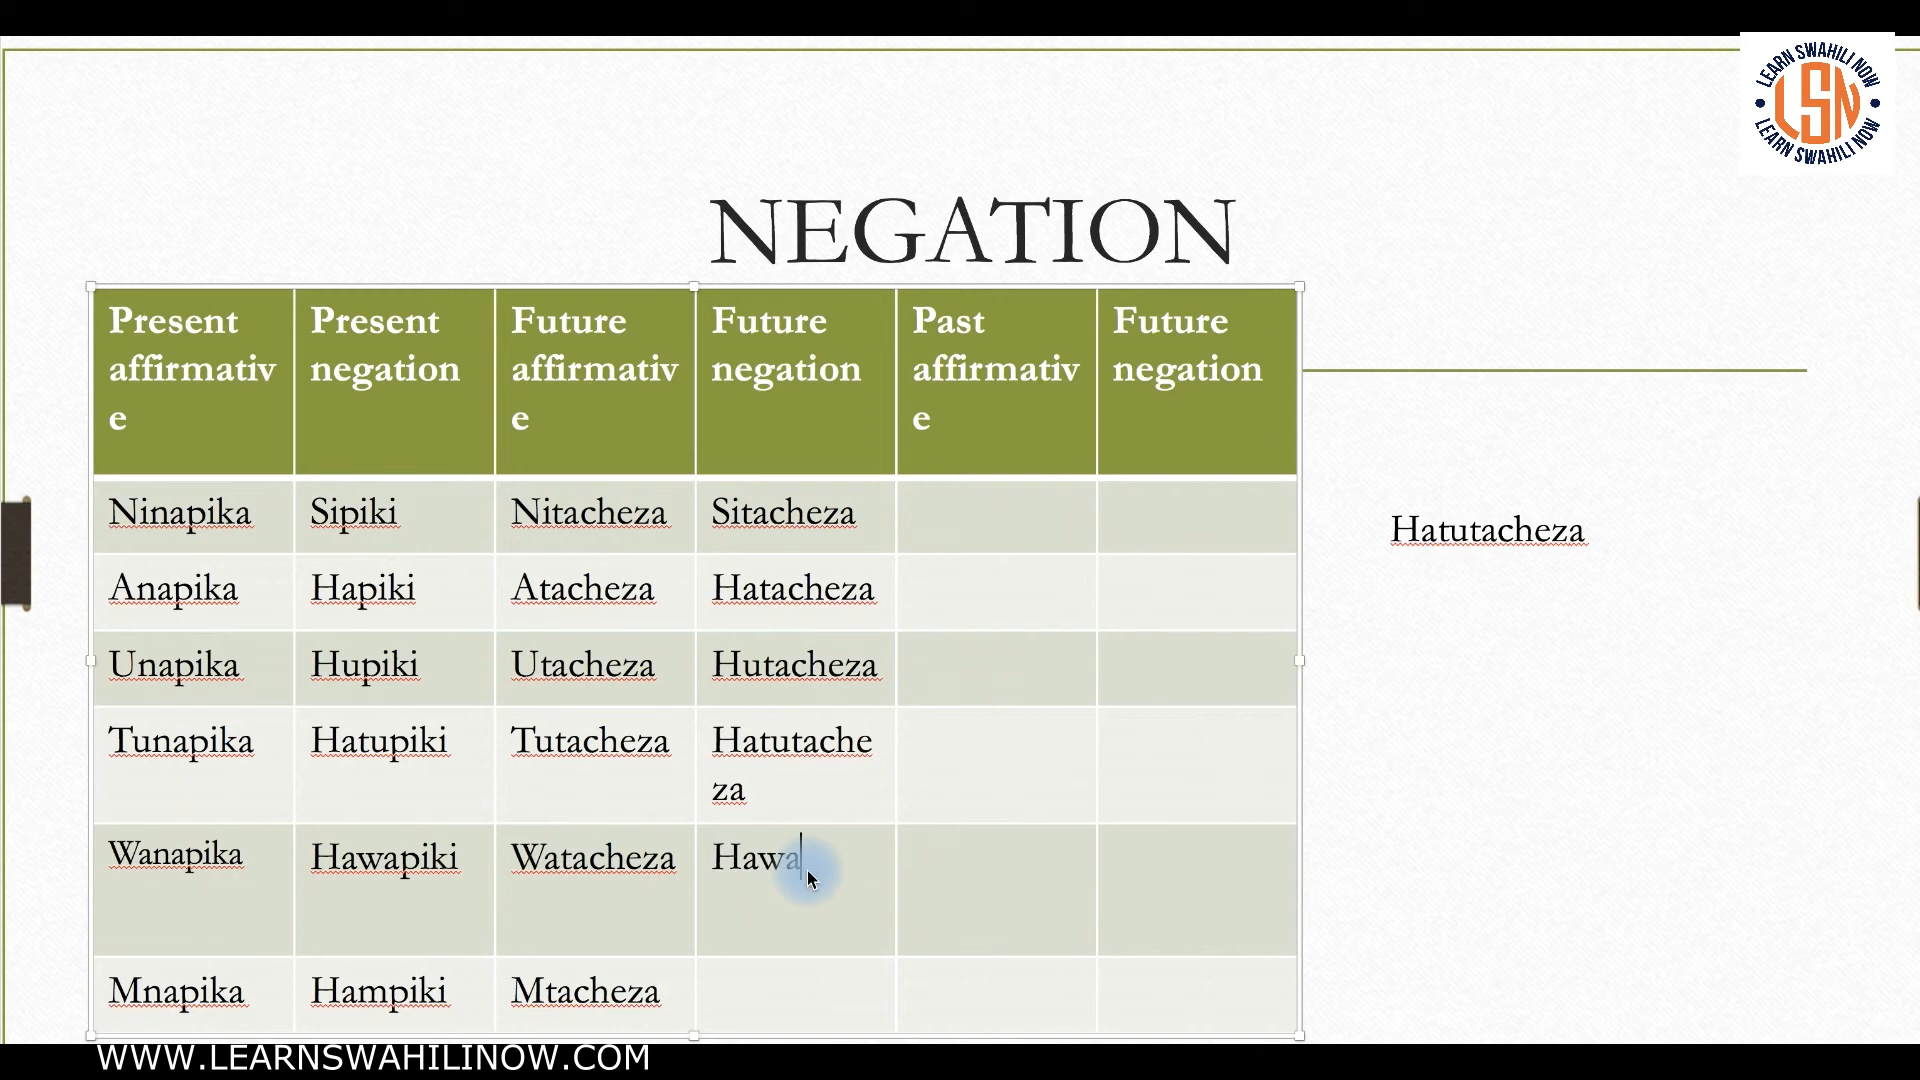 LEARN SWAHILI NOW
LSN
LEARN SWAHILI NOW
NEGATION
Present affirmativ e
Present negation
Future affirmativ e
Future negation
Past affirmativ e
Future negation
Ninapika Sipiki Nitacheza Sitacheza
Hatutacheza
Anapika Hapiki Atacheza Hatacheza
Unapika Hupiki Utacheza Hutacheza
Tunapika Hatupiki Tutacheza Hatutache
za
Wanapika Hawapiki Watacheza Hawa
Mnapika Hampiki Mtacheza
WWW.LEARNSWAHILINOW.COM